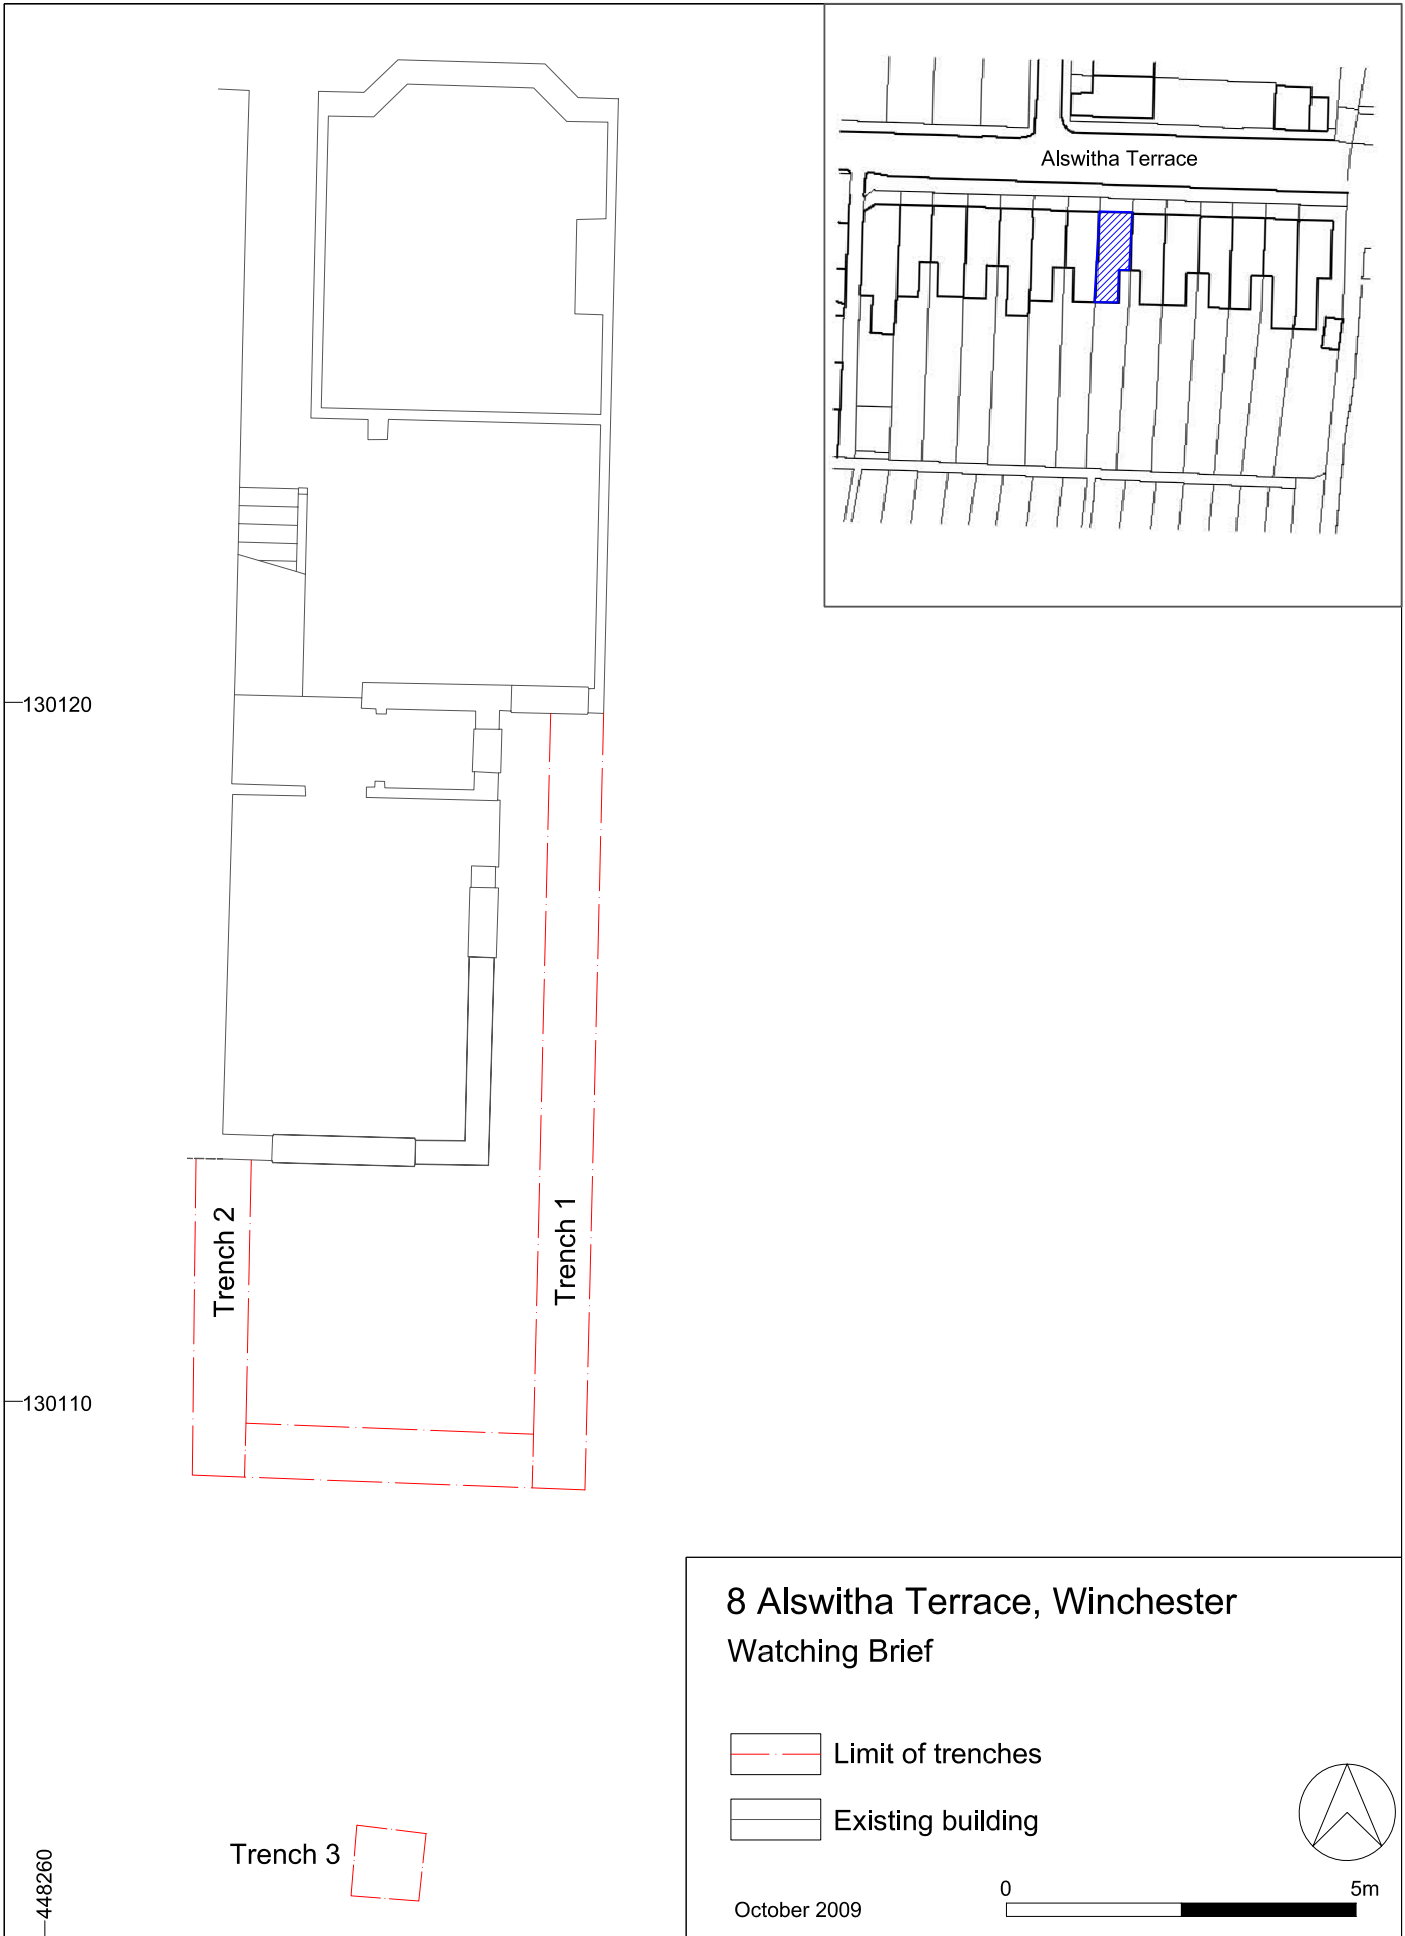 Alswitha Terrace
130120
Trench 2
Trench 1
130110
8 Alswitha Terrace, Winchester
Watching Brief
Limit of trenches
Existing building
Trench 3
448260
October 2009
0 5m